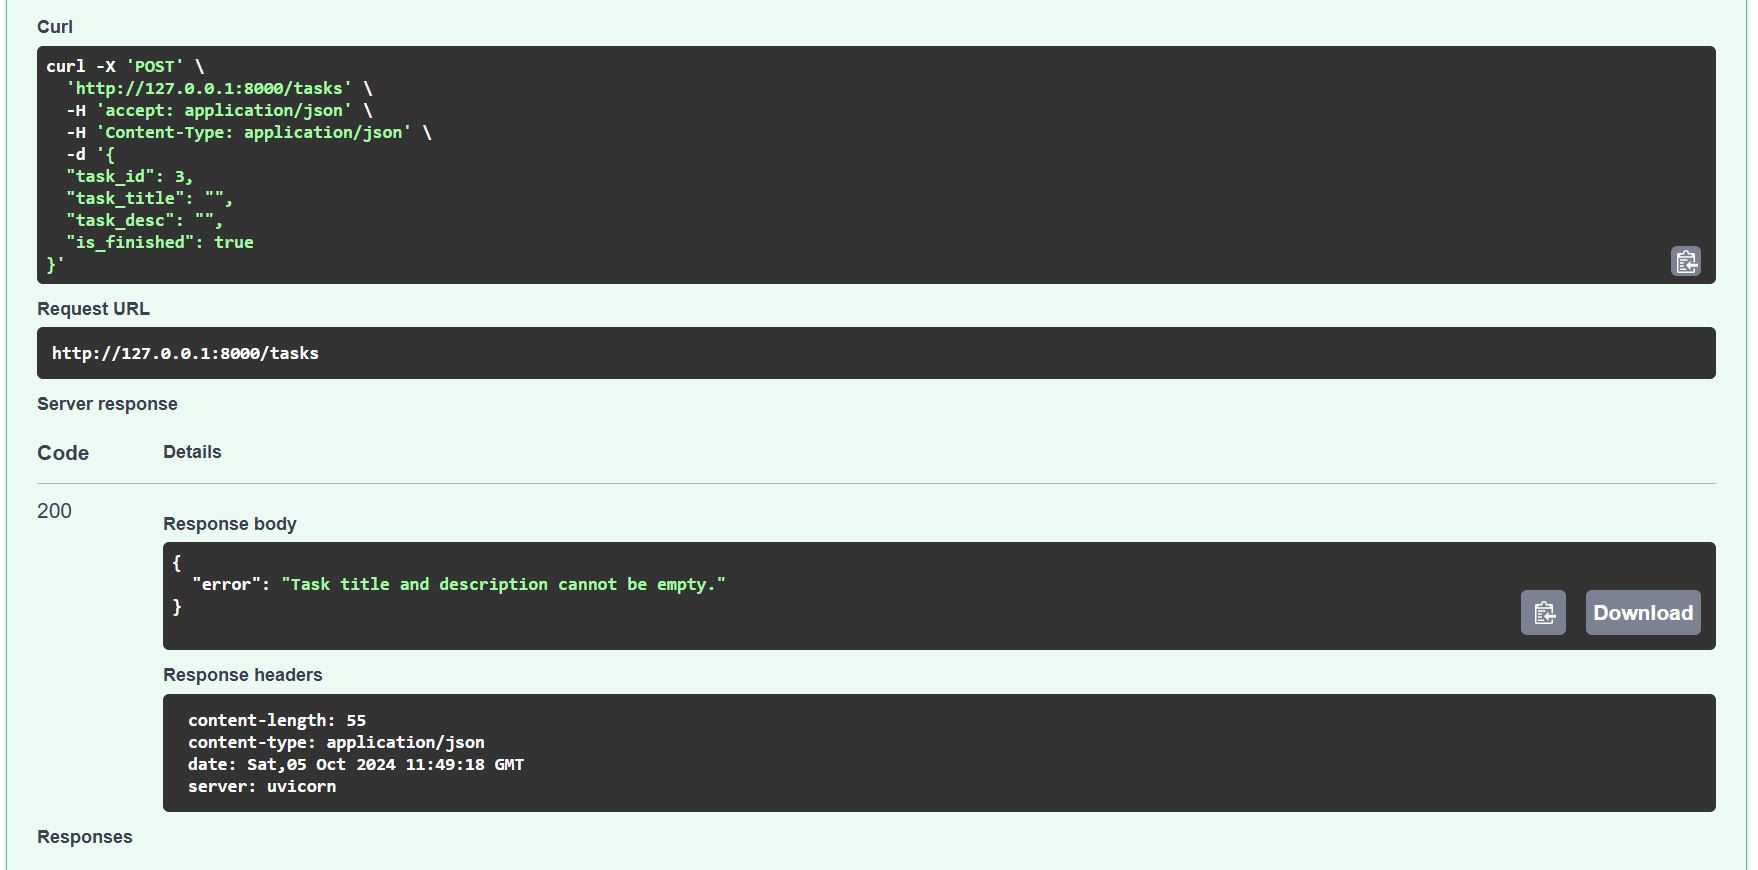 Curl
curl -X 'POST' \
'http://127.0.0.1:8000/tasks' \
-H 'accept: application/json' \
-H 'Content-Type: application/json' \
-d '{
"task_id": 3,
"task_title": "",
"task_desc": "",
"is_finished": true
}'
Request URL
http://127.0.0.1:8000/tasks
Server response
Code Details
200
Response body
{
"error": "Task title and description cannot be empty."
}
Download
Response headers
content-length: 55
content-type: application/json
date: Sat,05 Oct 2024 11:49:18 GMT
server: uvicorn
Responses